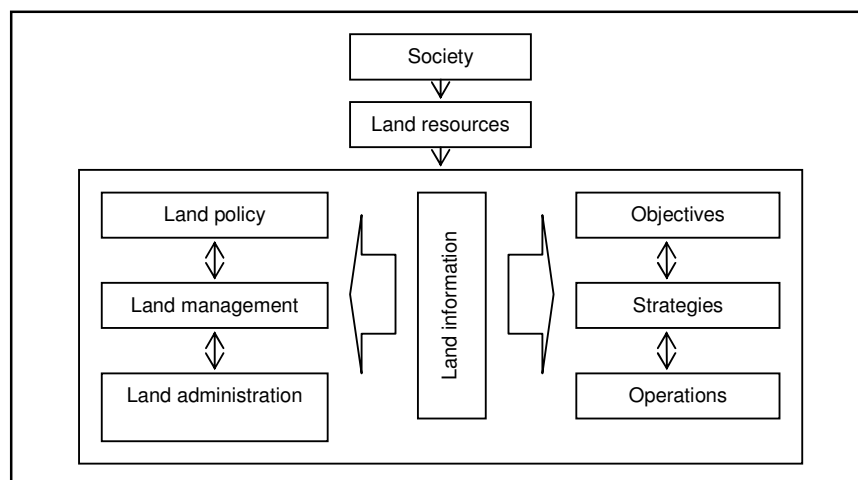 Society
Land resources
Land policy
Land management
Land administration
Land information
Objectives
Strategies
Operations